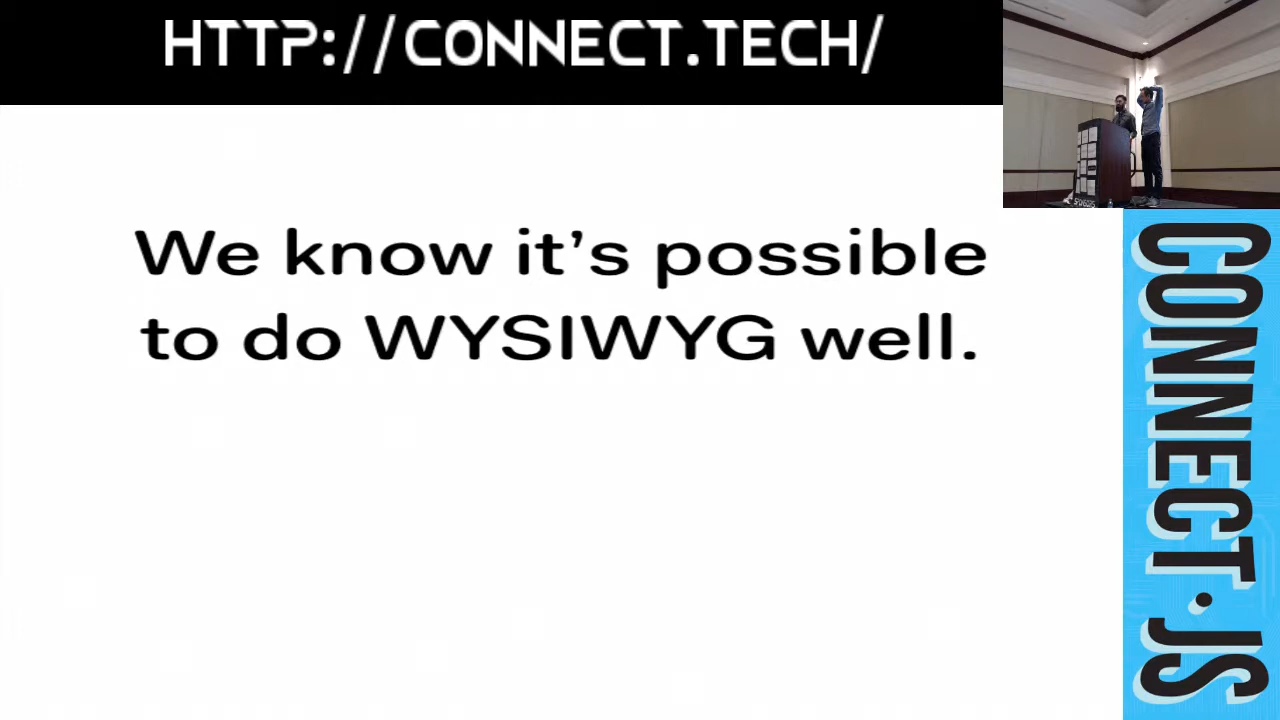 HTTP://CONNECT.TECH/
We know it's possible
to do WYSIWYG well.
CONNECT.JS